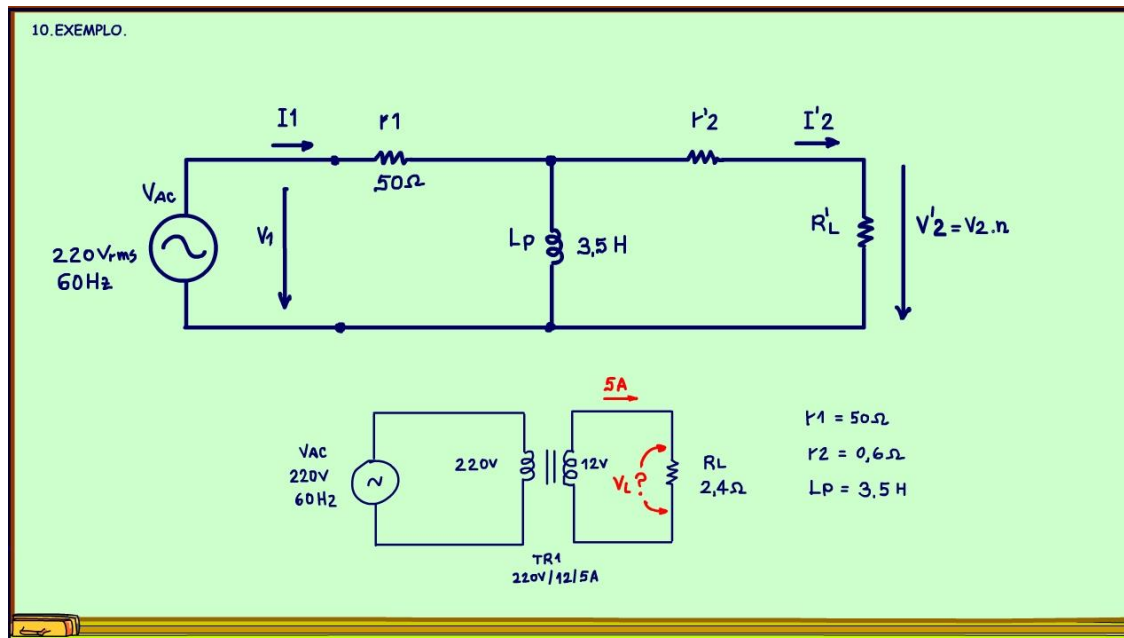 10.EXEMPLO.
I1
r1
r'2
I'2
50Ω
VAC
220Vrms
60Hz
V1
LP
3,5 H
R'L
V'2 = V2.n
5A
VAC
220V
60Hz
220V
12V
VL?
RL
2,4Ω
TR1
220V/12/5A
r1 = 50Ω
r2 = 0,6Ω
LP = 3,5 H